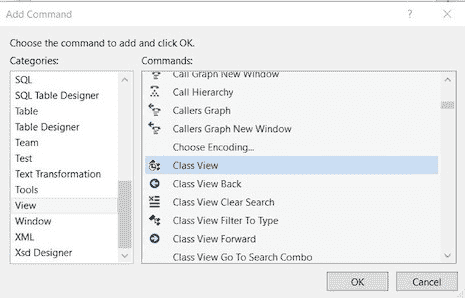 Add Command
?
Choose the command to add and click OK.
Categories:
Commands:
SQL
SQL Table Designer
Table
Table Designer
Team
Test
Text Transformation
Tools
View
Window
XML
Xsd Designer
Call Graph New Window
Call Hierarchy
Callers Graph
Callers Graph New Window
Choose Encoding...
Class View
Class View Back
Class View Clear Search
Class View Filter To Type
Class View Forward
Class View Go To Search Combo
OK
Cancel